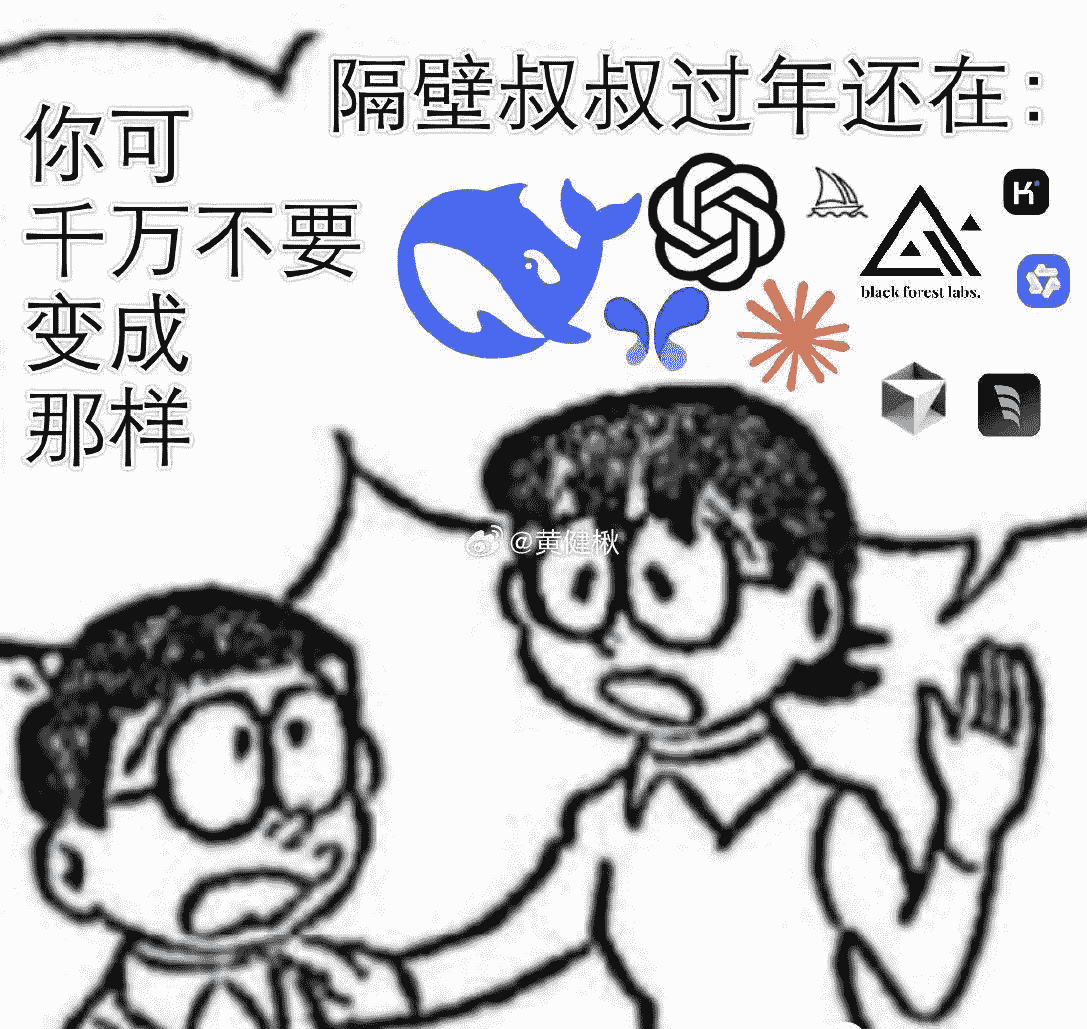 隔壁叔叔过年还在：
你可
千万不要
变成
那样
black forest labs.
@黄健楸